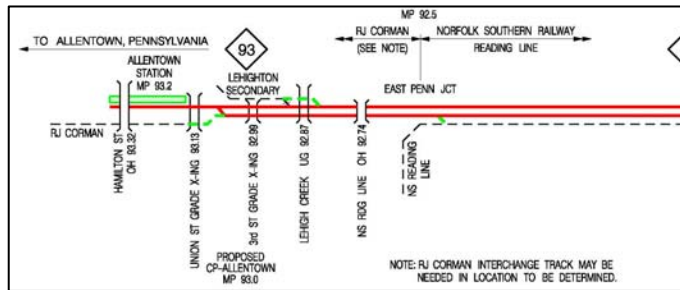 MP 92.5
TO ALLENTOWN, PENNSYLVANIA
93
RJ CORMAN
(SEE NOTE)
NORFOLK SOUTHERN RAILWAY
READING LINE
ALLENTOWN
STATION
MP 93.2
LEHIGHTON
SECONDARY
EAST PENN JCT
RJ CORMAN
HAMILTON ST
OH 93.32
UNION ST GRADE X-ING 93.13
3rd ST GRADE X-ING 92.99
LEHIGH CREEK UG 92.87
NS RDG LINE OH 92.74
NS READING
LINE
PROPOSED
CP-ALLENTOWN
MP 93.0
NOTE: RJ CORMAN INTERCHANGE TRACK MAY BE
NEEDED IN LOCATION TO BE DETERMINED.